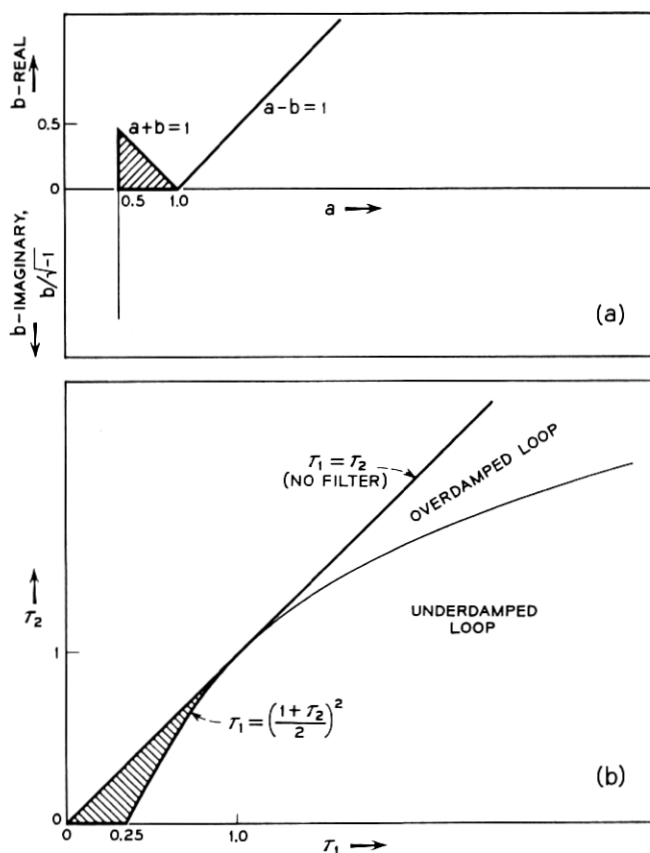 b-REAL
b-IMAGINARY,
b/√-1
0.5
0
a+b=1
a-b=1
0.5
1.0
a
(a)
τ₁=τ₂
(NO FILTER)
OVERDAMPED LOOP
UNDERDAMPED
LOOP
τ₂
1
0
τ₁=((1+τ₂)/2)²
(b)
0
0.25
1.0
τ₁